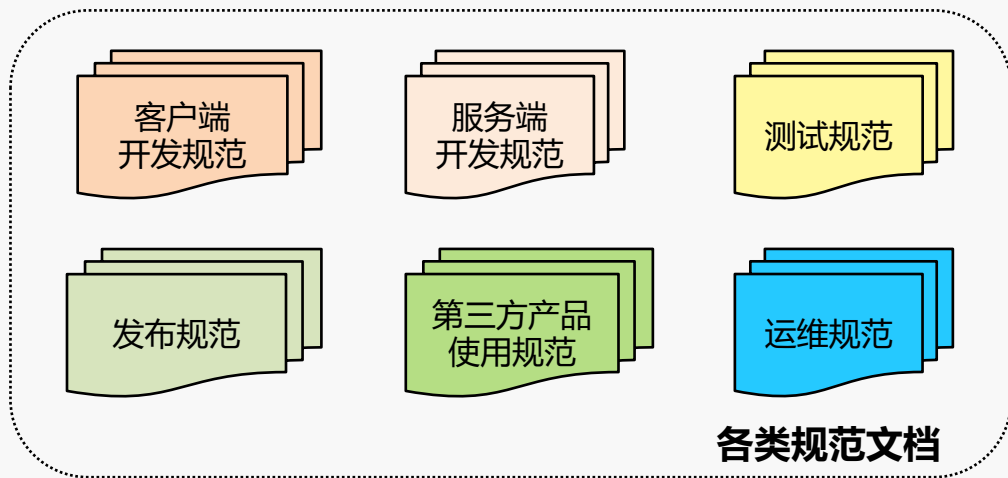 客户端
开发规范
服务端
开发规范
测试规范
发布规范
第三方产品
使用规范
运维规范
各类规范文档